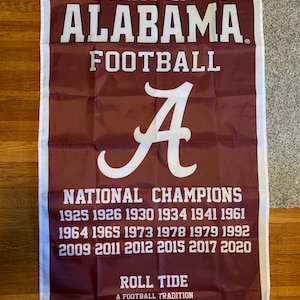 ALABAMA
FOOTBALL
A
NATIONAL CHAMPIONS
1925 1926 1930 1934 1941 1961
1964 1965 1973 1978 1979 1992
2009 2011 2012 2015 2017 2020
ROLL TIDE
A FOOTBALL TRADITION